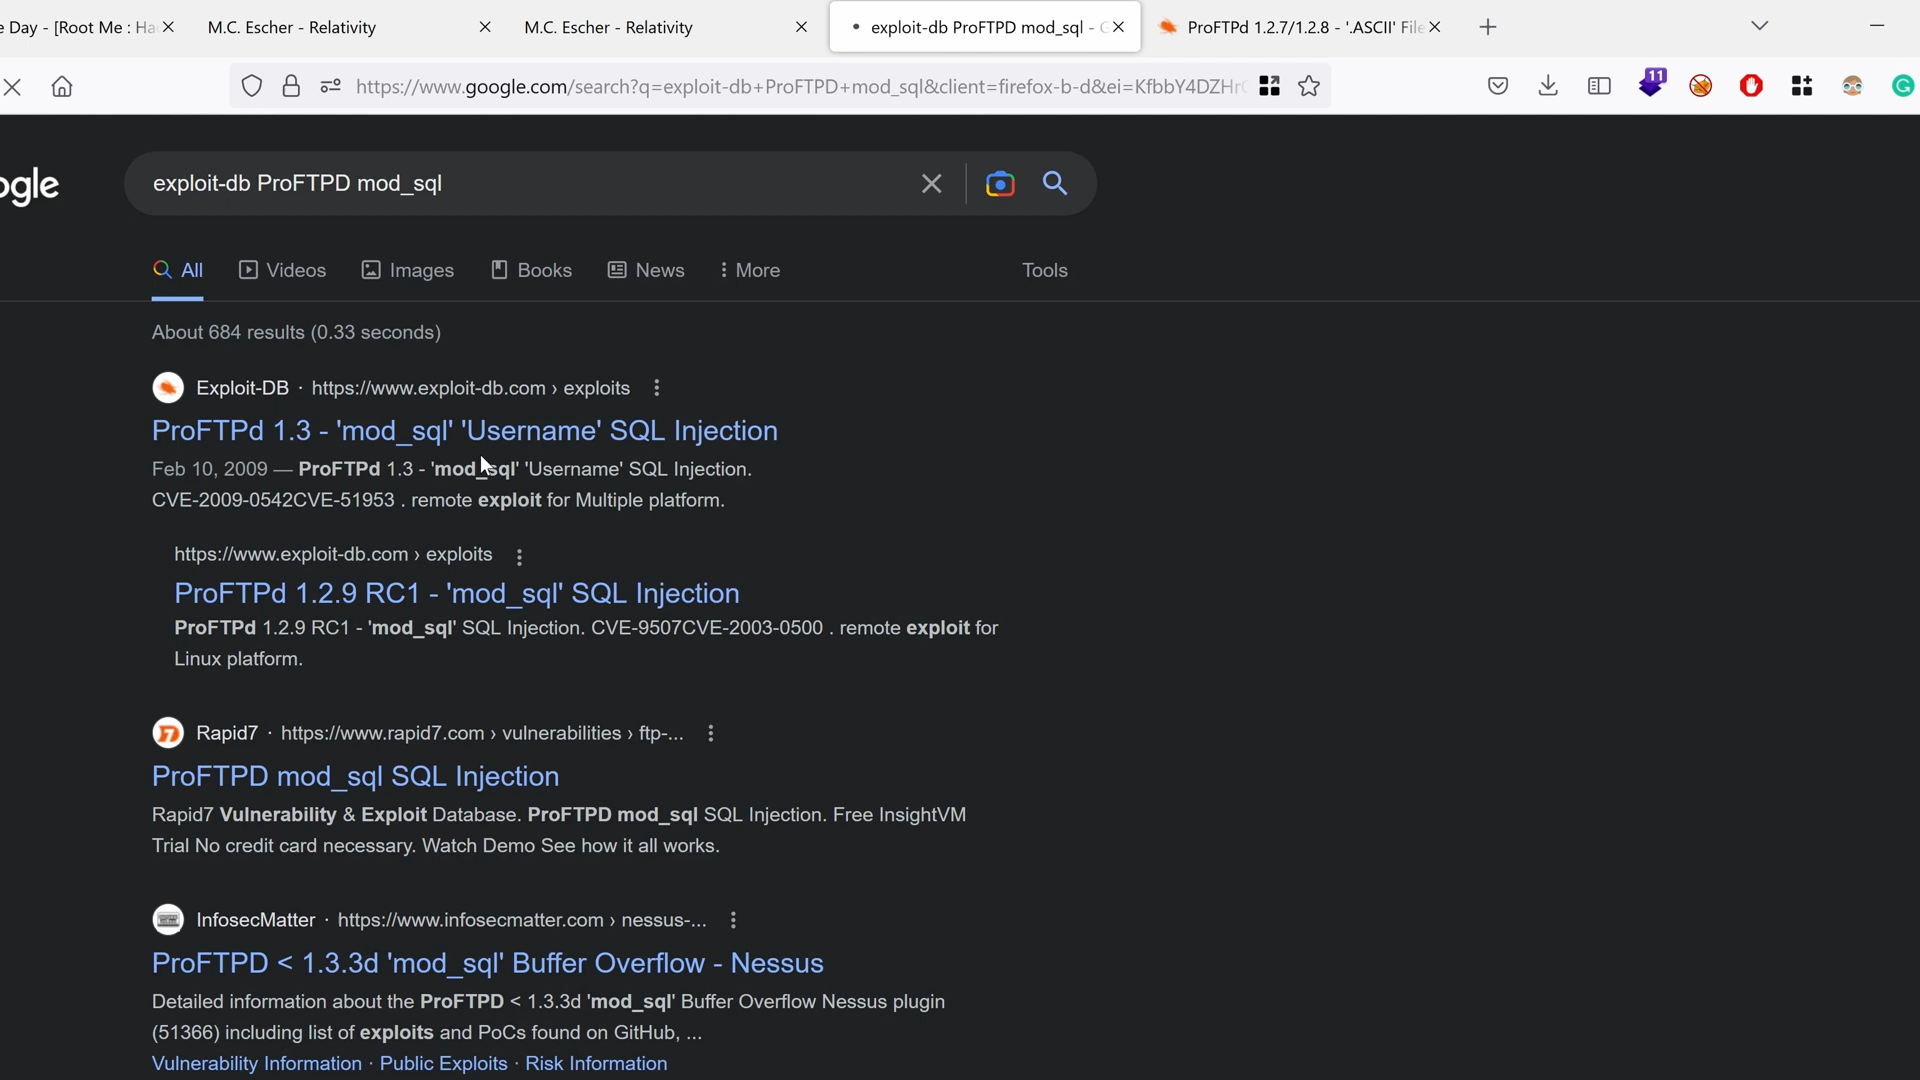 e Day - [Root Me : Ha
M.C. Escher - Relativity
M.C. Escher - Relativity
exploit-db ProFTPD mod_sql - G
ProFTPd 1.2.7/1.2.8 - '.ASCII' File
https://www.google.com/search?q=exploit-db+ProFTPD+mod_sql&client=firefox-b-d&ei=KfbbY4DZHr
11
ogle
exploit-db ProFTPD mod_sql
All
Videos
Images
Books
News
More
Tools
About 684 results (0.33 seconds)
Exploit-DB · https://www.exploit-db.com › exploits
ProFTPd 1.3 - 'mod_sql' 'Username' SQL Injection
Feb 10, 2009 — ProFTPd 1.3 - 'mod_sql' 'Username' SQL Injection.
CVE-2009-0542CVE-51953 . remote exploit for Multiple platform.
https://www.exploit-db.com › exploits
ProFTPd 1.2.9 RC1 - 'mod_sql' SQL Injection
ProFTPd 1.2.9 RC1 - 'mod_sql' SQL Injection. CVE-9507CVE-2003-0500 . remote exploit for
Linux platform.
Rapid7 · https://www.rapid7.com › vulnerabilities › ftp-...
ProFTPD mod_sql SQL Injection
Rapid7 Vulnerability & Exploit Database. ProFTPD mod_sql SQL Injection. Free InsightVM
Trial No credit card necessary. Watch Demo See how it all works.
InfosecMatter · https://www.infosecmatter.com › nessus-...
ProFTPD < 1.3.3d 'mod_sql' Buffer Overflow - Nessus
Detailed information about the ProFTPD < 1.3.3d 'mod_sql' Buffer Overflow Nessus plugin
(51366) including list of exploits and PoCs found on GitHub, ...
Vulnerability Information · Public Exploits · Risk Information